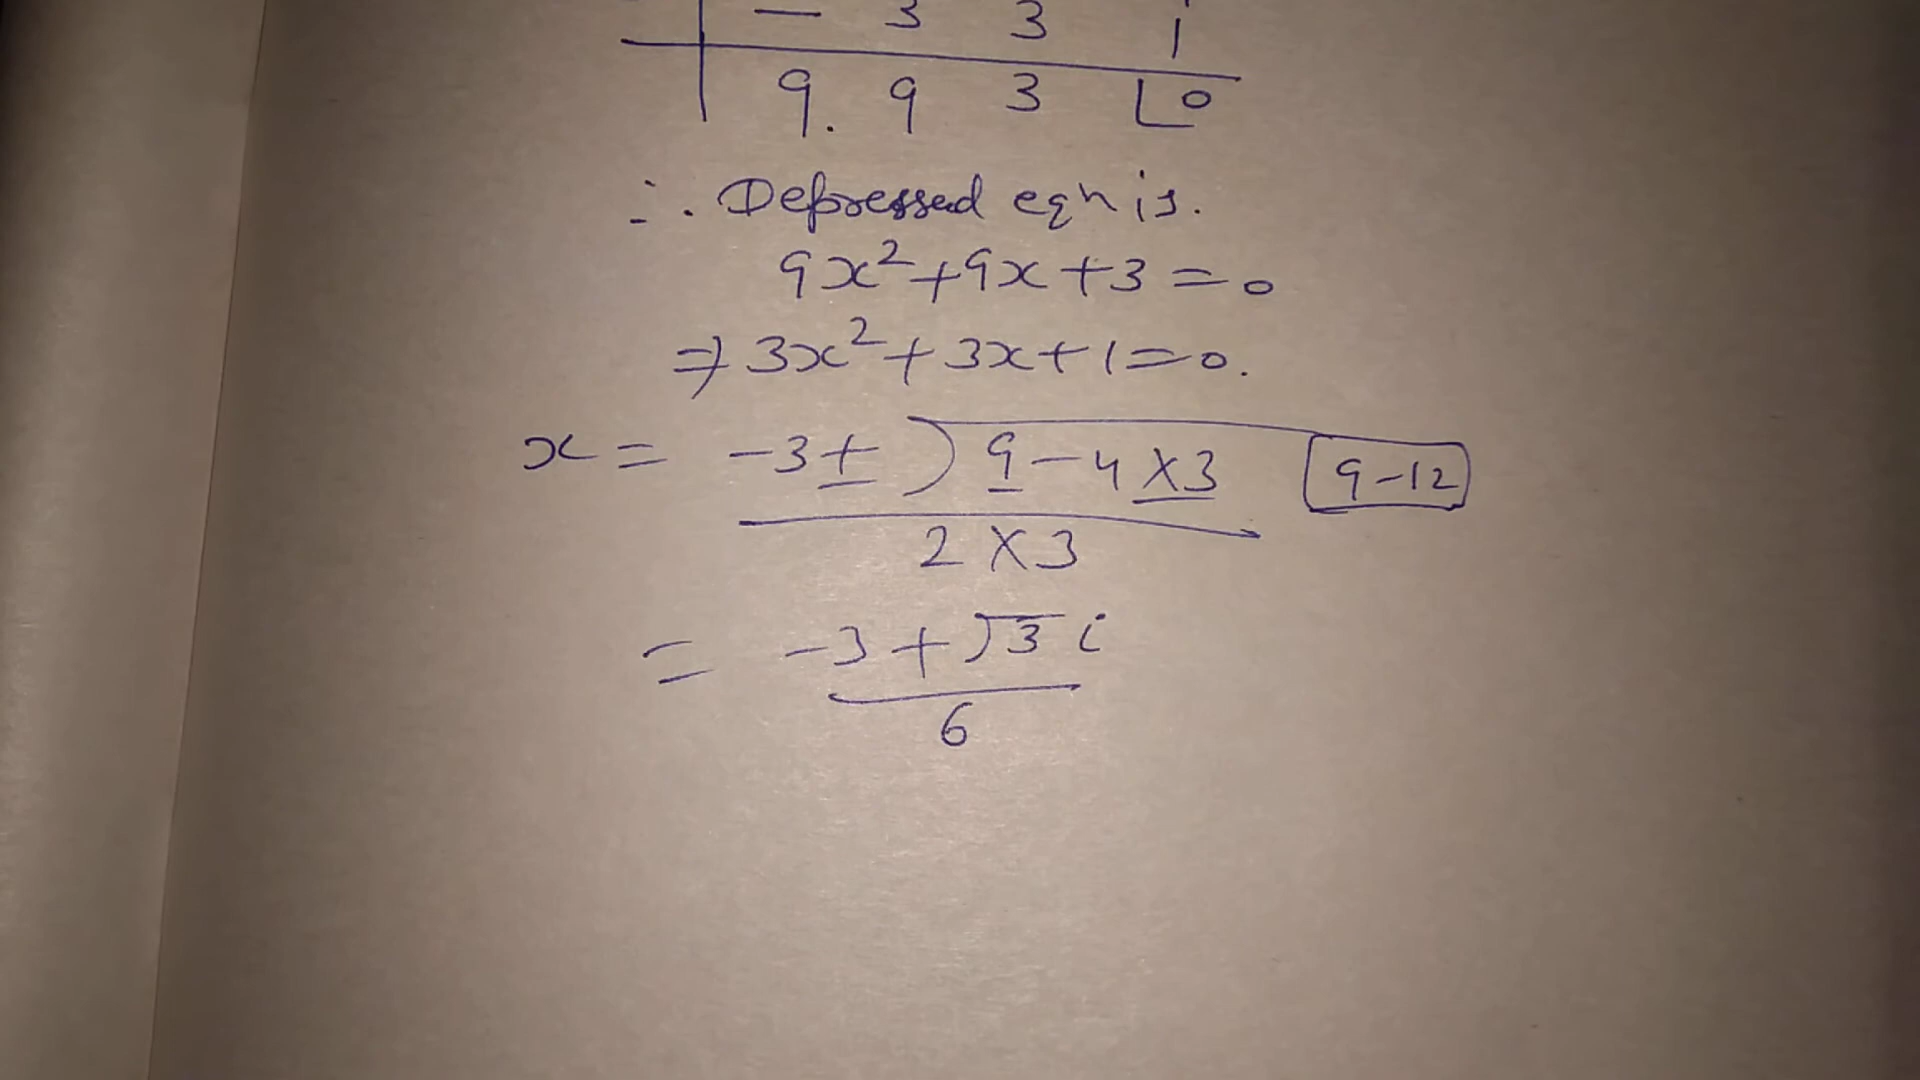 — 3 3 1
9. 9 3 0
∴ Depressed eqn is.
9x²+9x+3=0
⇒ 3x²+3x+1=0.
x = -3±√9-4×3 9-12
2×3
= -3+√3 i
6